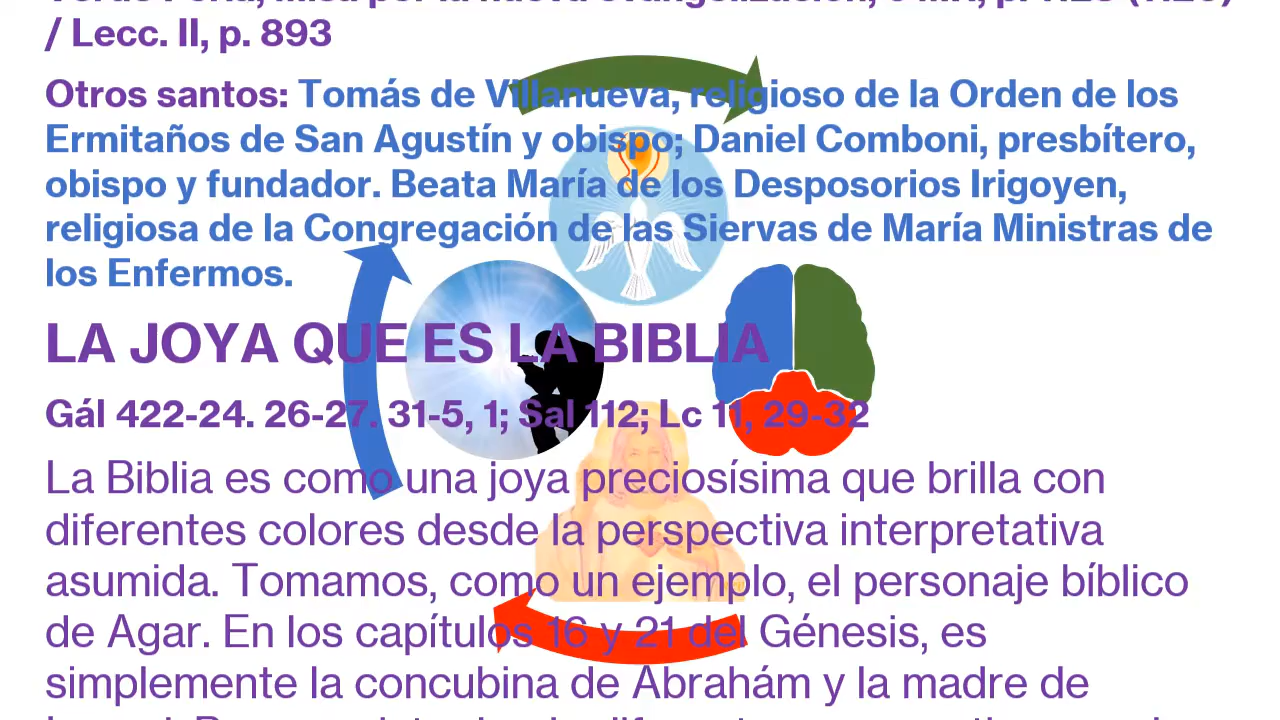 / Lecc. II, p. 893
Otros santos: Tomás de Villanueva, religioso de la Orden de los
Ermitaños de San Agustín y obispo; Daniel Comboni, presbítero,
obispo y fundador. Beata María de los Desposorios Irigoyen,
religiosa de la Congregación de las Siervas de María Ministras de
los Enfermos.
LA JOYA QUE ES LA BIBLIA
Gál 422-24. 26-27. 31-5, 1; Sal 112; Lc 11, 29-32
La Biblia es como una joya preciosísima que brilla con
diferentes colores desde la perspectiva interpretativa
asumida. Tomamos, como un ejemplo, el personaje bíblico
de Agar. En los capítulos 16 y 21 del Génesis, es
simplemente la concubina de Abrahám y la madre de